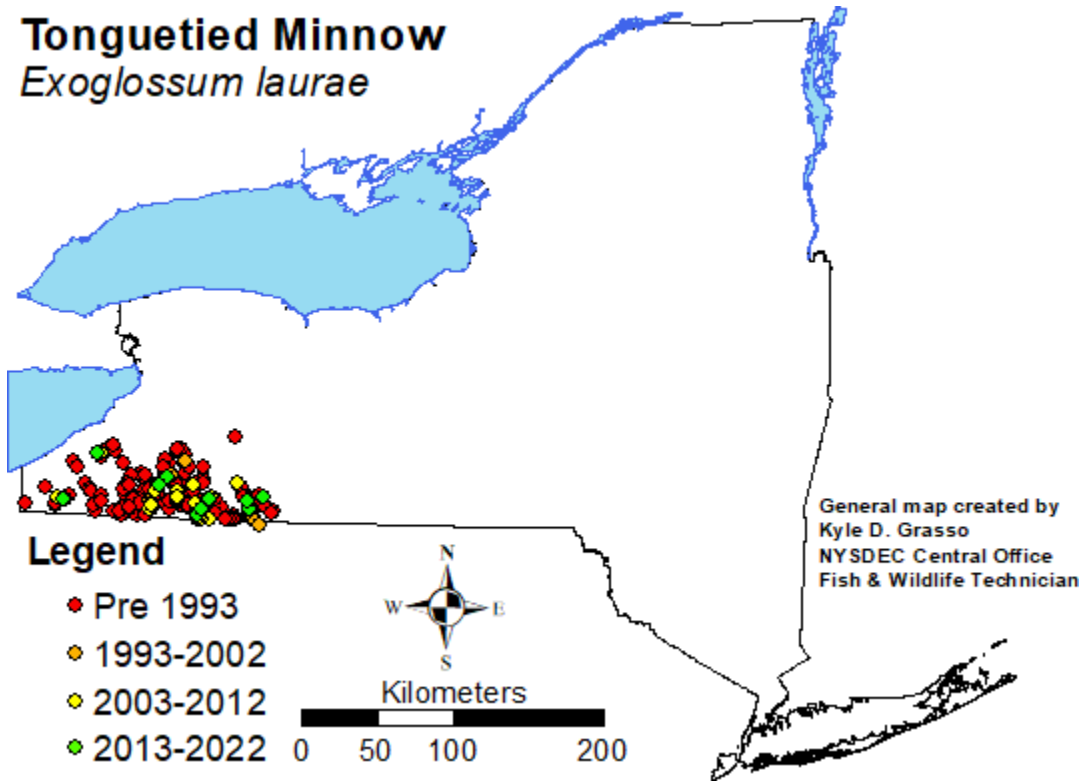 Tonguetied Minnow
Exoglossum laurae
General map created by
Kyle D. Grasso
NYSDEC Central Office
Fish & Wildlife Technician
Legend
Pre 1993
1993-2002
2003-2012
2013-2022
N
W E
S
Kilometers
0 50 100 200